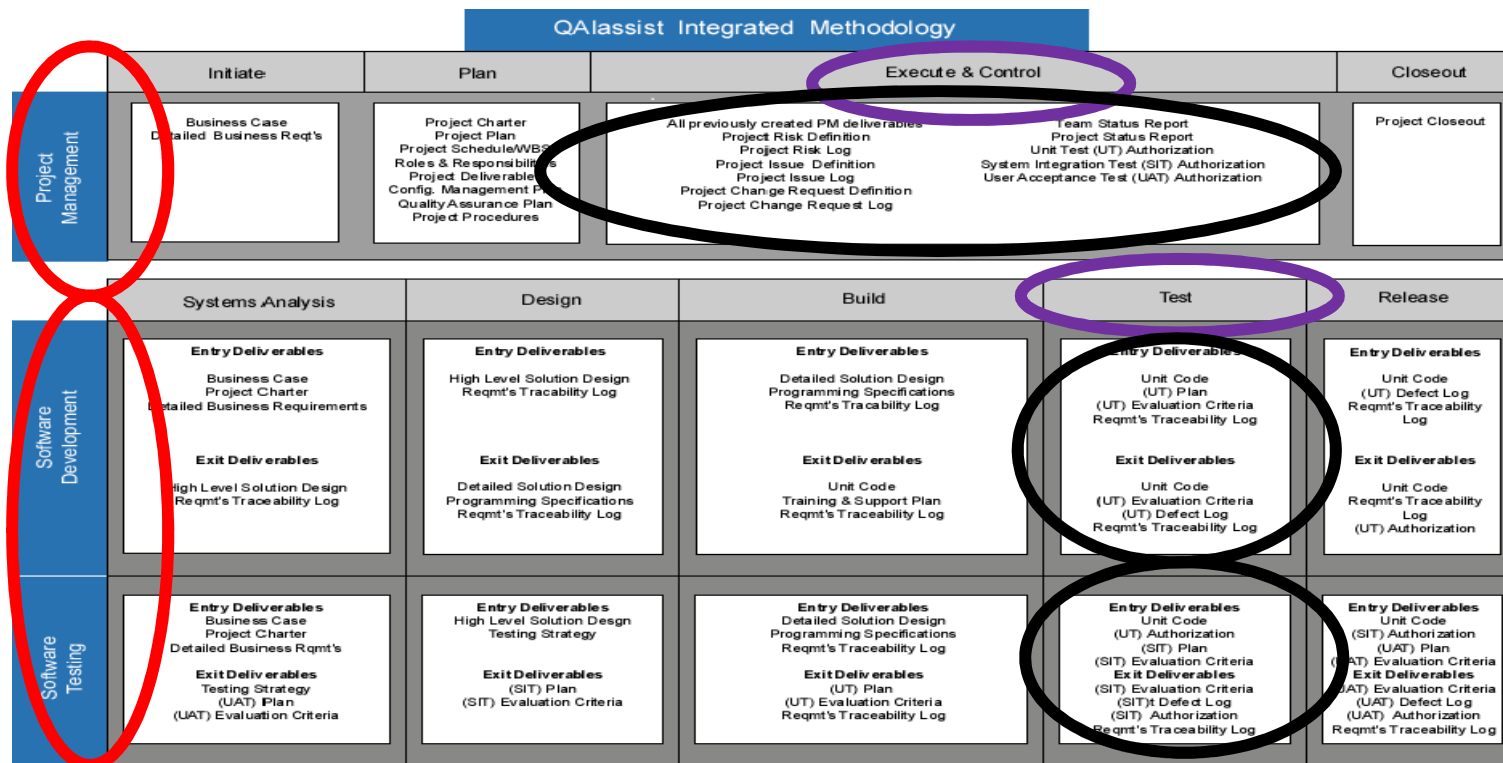 QAIassist Integrated Methodology
Initiate
Plan
Execute & Control
Closeout
Project
Management
Business Case
Detailed Business Reqt's
Project Charter
Project Plan
Project Schedule/WBS
Roles & Responsibilities
Project Deliverables
Config. Management Plan
Quality Assurance Plan
Project Procedures
All previously created PM deliverables
Project Risk Definition
Project Risk Log
Project Issue Definition
Project Issue Log
Project Change Request Definition
Project Change Request Log
Team Status Report
Project Status Report
Unit Test (UT) Authorization
System Integration Test (SIT) Authorization
User Acceptance Test (UAT) Authorization
Project Closeout
Systems Analysis
Design
Build
Test
Release
Software
Development
Entry Deliverables
Business Case
Project Charter
Detailed Business Requirements
Exit Deliverables
High Level Solution Design
Reqmt's Traceability Log
Entry Deliverables
High Level Solution Design
Reqmt's Tracability Log
Exit Deliverables
Detailed Solution Design
Programming Specifications
Reqmt's Traceability Log
Entry Deliverables
Detailed Solution Design
Programming Specifications
Reqmt's Tracability Log
Exit Deliverables
Unit Code
Training & Support Plan
Reqmt's Traceability Log
Entry Deliverables
Unit Code
(UT) Plan
(UT) Evaluation Criteria
Reqmt's Traceability Log
Exit Deliverables
Unit Code
(UT) Evaluation Criteria
(UT) Defect Log
Reqmt's Traceability Log
Entry Deliverables
Unit Code
(UT) Defect Log
Reqmt's Traceability
Log
Exit Deliverables
Unit Code
Reqmt's Traceability
Log
(UT) Authorization
Software
Testing
Entry Deliverables
Business Case
Project Charter
Detailed Business Rqmt's
Exit Deliverables
Testing Strategy
(UAT) Plan
(UAT) Evaluation Criteria
Entry Deliverables
High Level Solution Design
Testing Strategy
Exit Deliverables
(SIT) Plan
(SIT) Evaluation Criteria
Entry Deliverables
Detailed Solution Design
Programming Specifications
Reqmt's Traceability Log
Exit Deliverables
(UT) Plan
(UT) Evaluation Criteria
Reqmt's Traceability Log
Entry Deliverables
Unit Code
(UT) Authorization
(SIT) Plan
(SIT) Evaluation Criteria
Exit Deliverables
(SIT) Evaluation Criteria
(SIT)t Defect Log
(SIT) Authorization
Reqmt's Traceability Log
Entry Deliverables
Unit Code
(SIT) Authorization
(UAT) Plan
(UAT) Evaluation Criteria
Exit Deliverables
(UAT) Evaluation Criteria
(UAT) Defect Log
(UAT) Authorization
Reqmt's Traceability Log